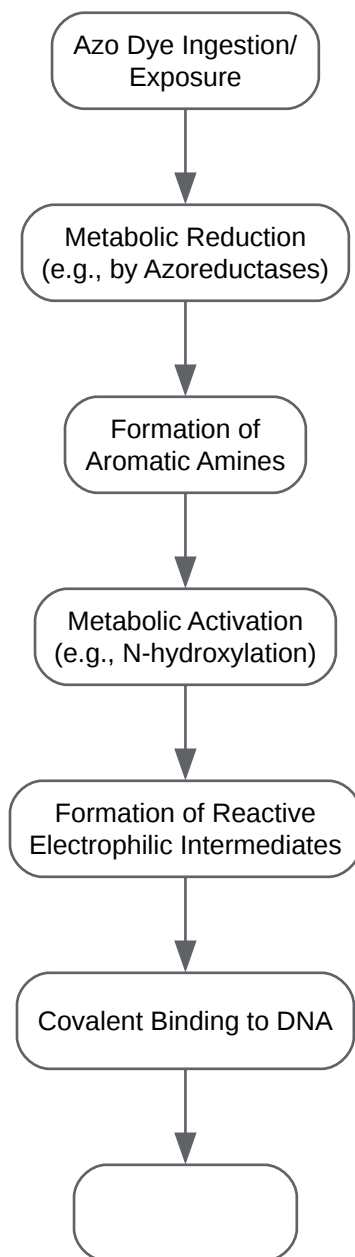 Azo Dye Ingestion/
Exposure
Metabolic Reduction
(e.g., by Azoreductases)
Formation of
Aromatic Amines
Metabolic Activation
(e.g., N-hydroxylation)
Formation of Reactive
Electrophilic Intermediates
Covalent Binding to DNA